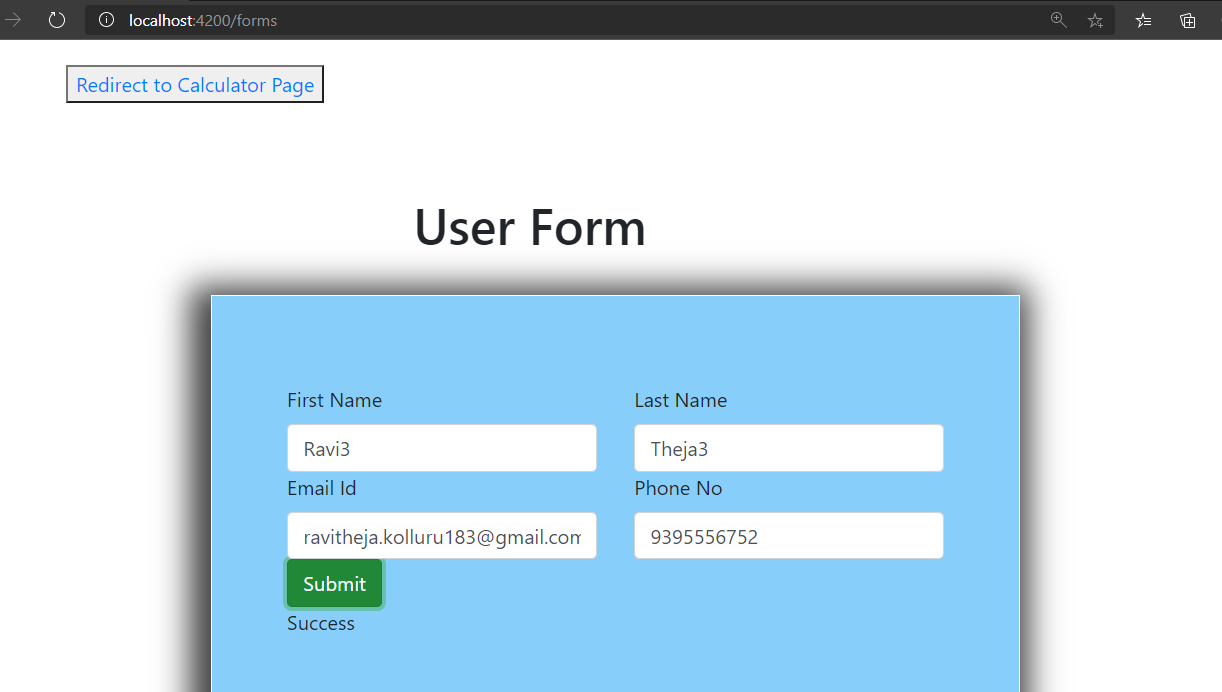 localhost:4200/forms
Redirect to Calculator Page
User Form
First Name
Last Name
Ravi3
Theja3
Email Id
Phone No
ravitheja.kolluru183@gmail.com
9395556752
Submit
Success